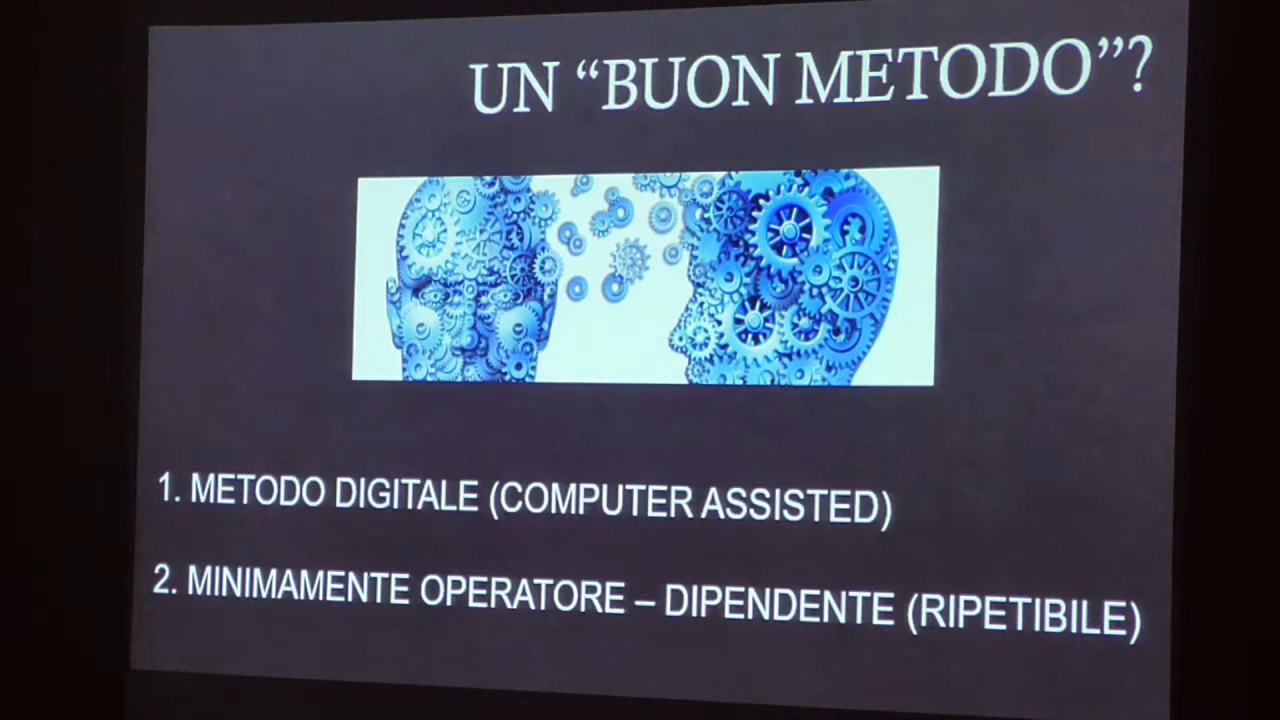 UN “BUON METODO”?
1. METODO DIGITALE (COMPUTER ASSISTED)
2. MINIMAMENTE OPERATORE – DIPENDENTE (RIPETIBILE)